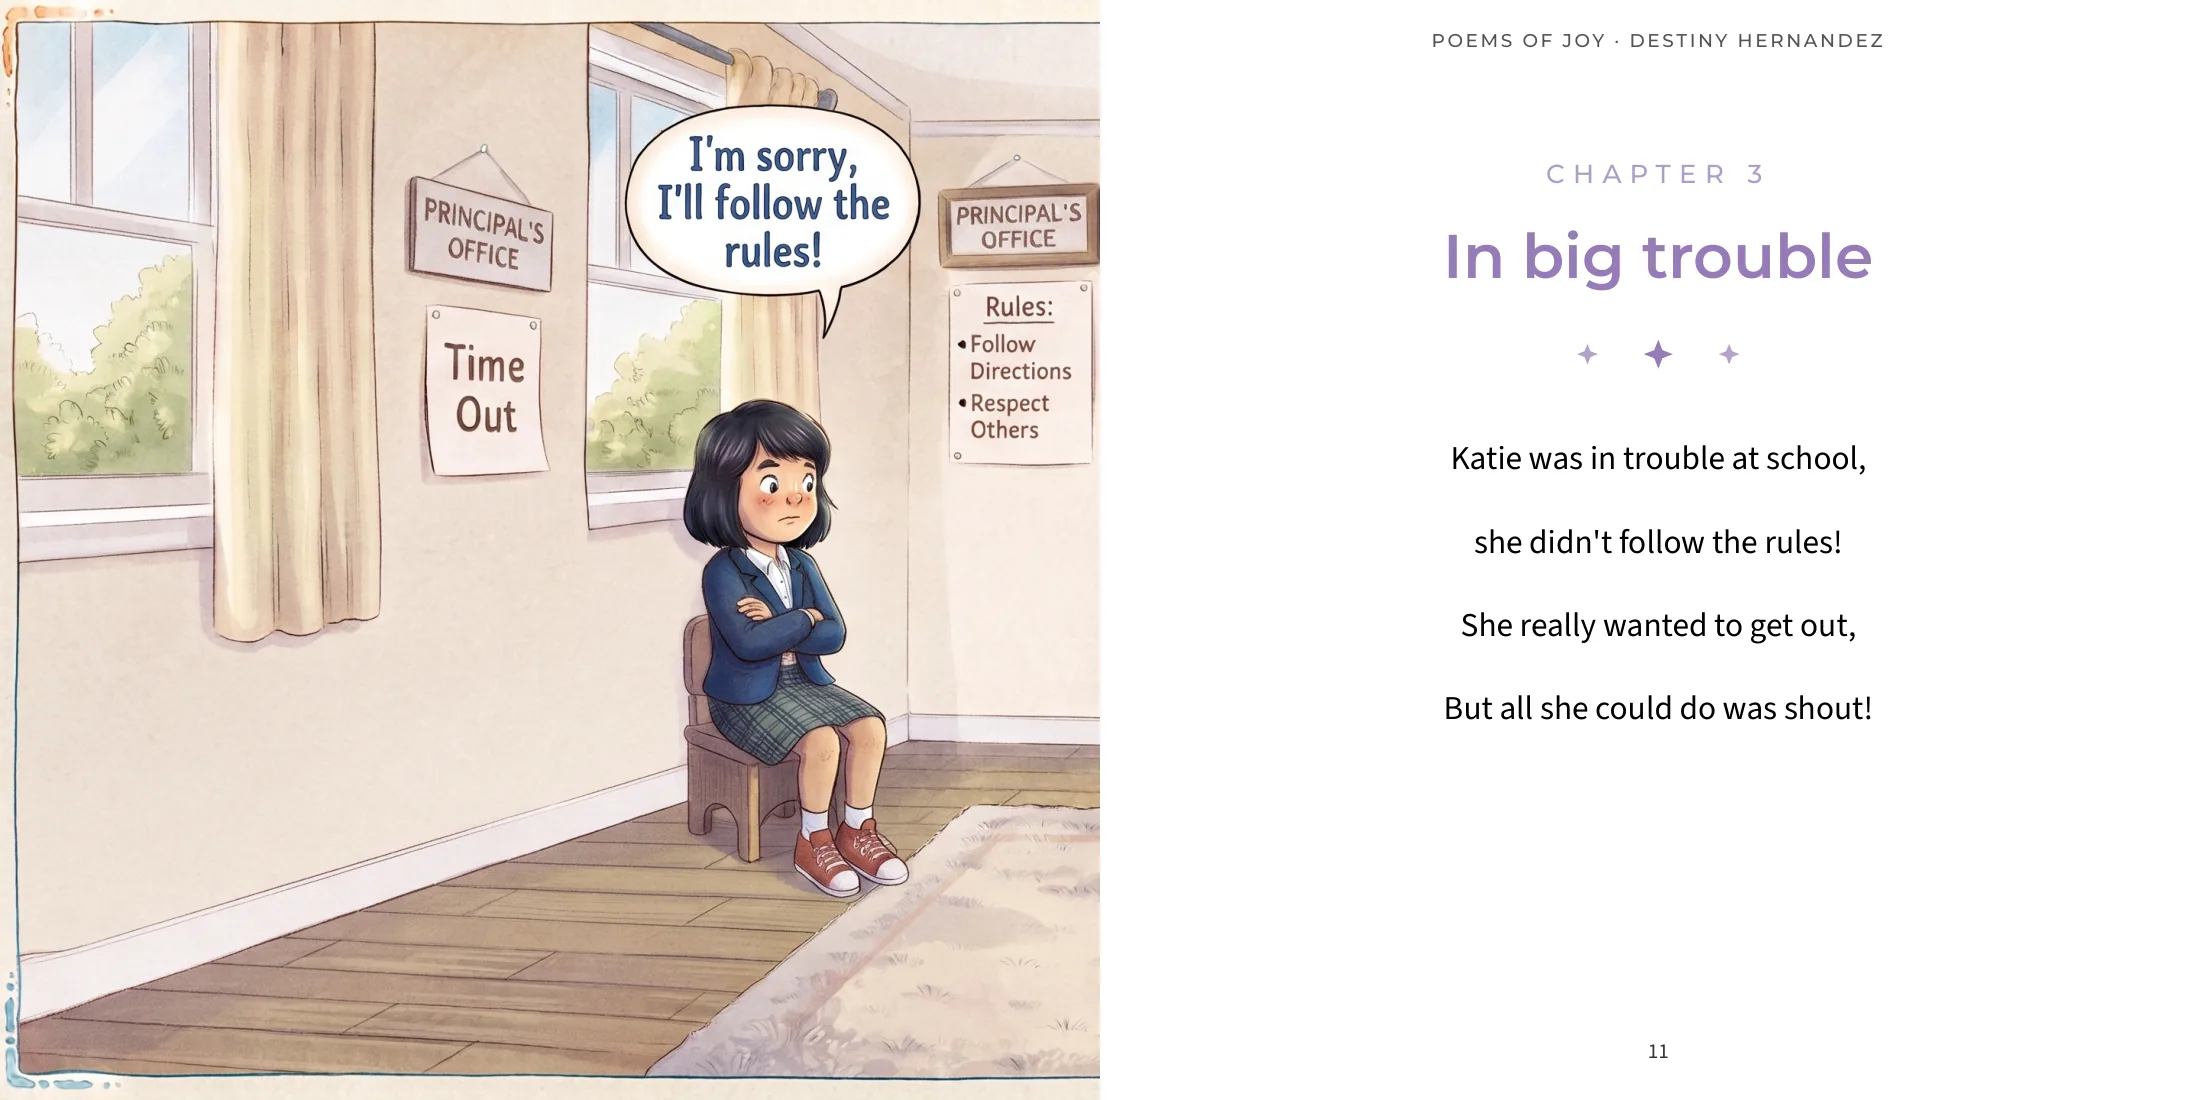 PRINCIPAL'S
OFFICE
Time
Out
I'm sorry,
I'll follow the
rules!
PRINCIPAL'S
OFFICE
Rules:
• Follow
Directions
• Respect
Others
POEMS OF JOY · DESTINY HERNANDEZ
CHAPTER 3
In big trouble
Katie was in trouble at school,
she didn't follow the rules!
She really wanted to get out,
But all she could do was shout!
11